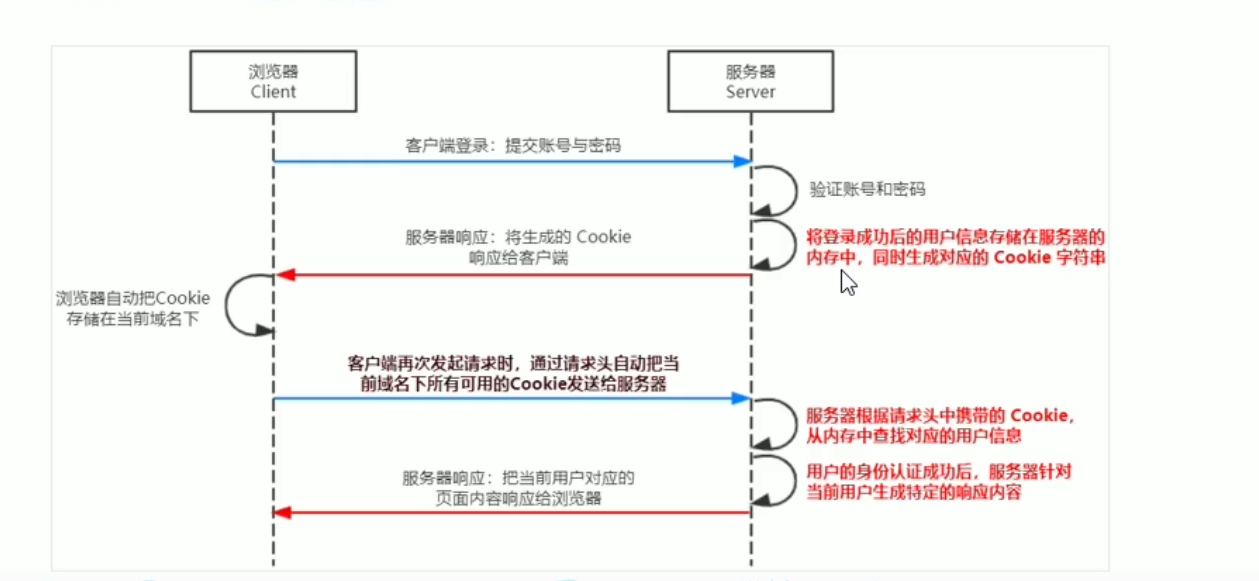 浏览器
Client
服务器
Server
客户端登录：提交账号与密码
验证账号和密码
服务器响应：将生成的 Cookie
响应给客户端
将登录成功后的用户信息存储在服务器的
内存中，同时生成对应的 Cookie 字符串
浏览器自动把Cookie
存储在当前域名下
客户端再次发起请求时，通过请求头自动把当
前域名下所有可用的Cookie发送给服务器
服务器根据请求头中携带的 Cookie，
从内存中查找对应的用户信息
服务器响应：把当前用户对应的
页面内容响应给浏览器
用户的身份认证成功后，服务器针对
当前用户生成特定的响应内容